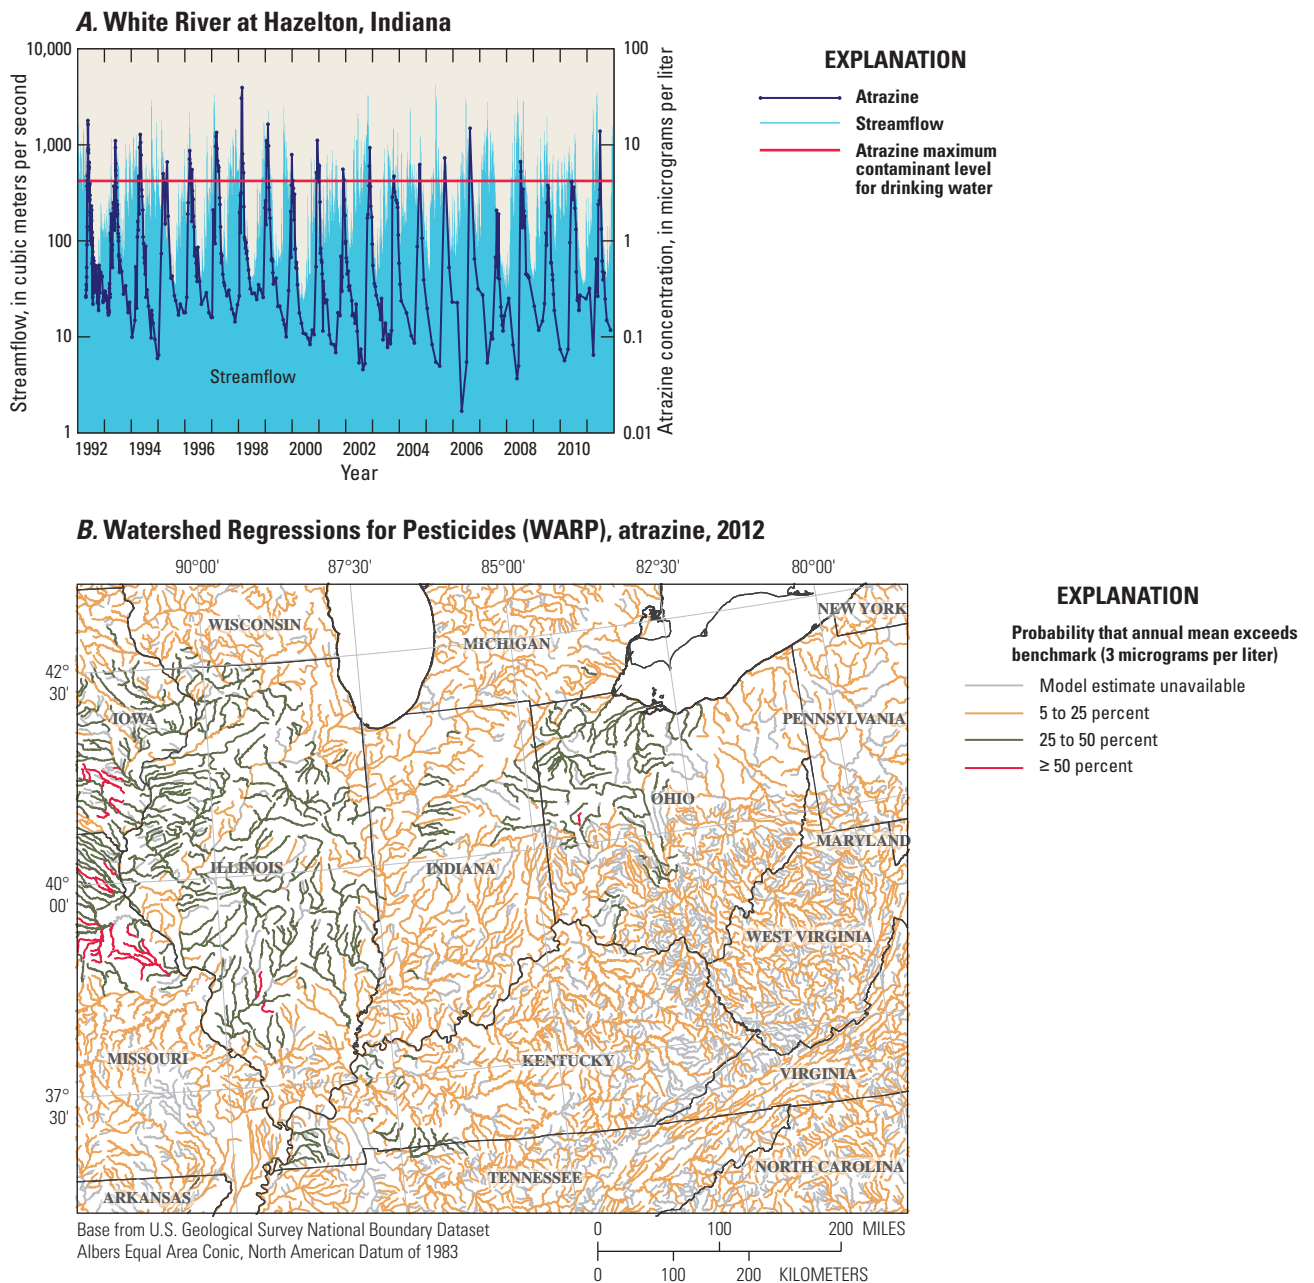 A. White River at Hazelton, Indiana
Streamflow, in cubic meters per second
10,000
1,000
100
10
1
100
10
1
0.1
0.01
Atrazine concentration, in micrograms per liter
Streamflow
1992
1994
1996
1998
2000
2002
2004
2006
2008
2010
Year
EXPLANATION
Atrazine
Streamflow
Atrazine maximum
contaminant level
for drinking water
B. Watershed Regressions for Pesticides (WARP), atrazine, 2012
90°00'
87°30'
85°00'
82°30'
80°00'
42°
30'
40°
00'
37°
30'
WISCONSIN
MICHIGAN
NEW YORK
IOWA
PENNSYLVANIA
OHIO
MARYLAND
ILLINOIS
INDIANA
WEST VIRGINIA
MISSOURI
KENTUCKY
VIRGINIA
TENNESSEE
NORTH CAROLINA
ARKANSAS
EXPLANATION
Probability that annual mean exceeds
benchmark (3 micrograms per liter)
Model estimate unavailable
5 to 25 percent
25 to 50 percent
≥ 50 percent
Base from U.S. Geological Survey National Boundary Dataset
Albers Equal Area Conic, North American Datum of 1983
0
100
200 MILES
0
100
200
KILOMETERS